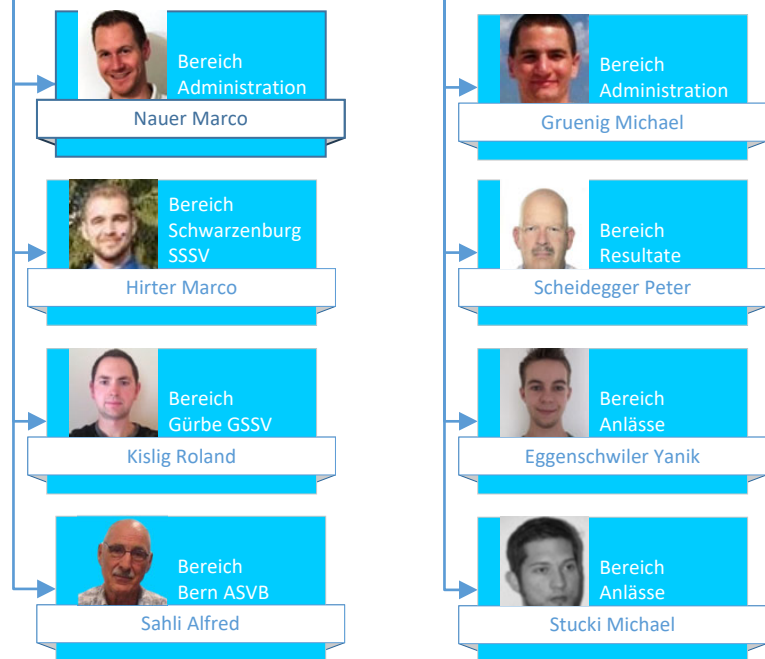 Bereich
Administration
Nauer Marco
Bereich
Schwarzenburg
SSSV
Hirter Marco
Bereich
Gürbe GSSV
Kislig Roland
Bereich
Bern ASVB
Sahli Alfred
Bereich
Administration
Gruenig Michael
Bereich
Resultate
Scheidegger Peter
Bereich
Anlässe
Eggenschwiler Yanik
Bereich
Anlässe
Stucki Michael